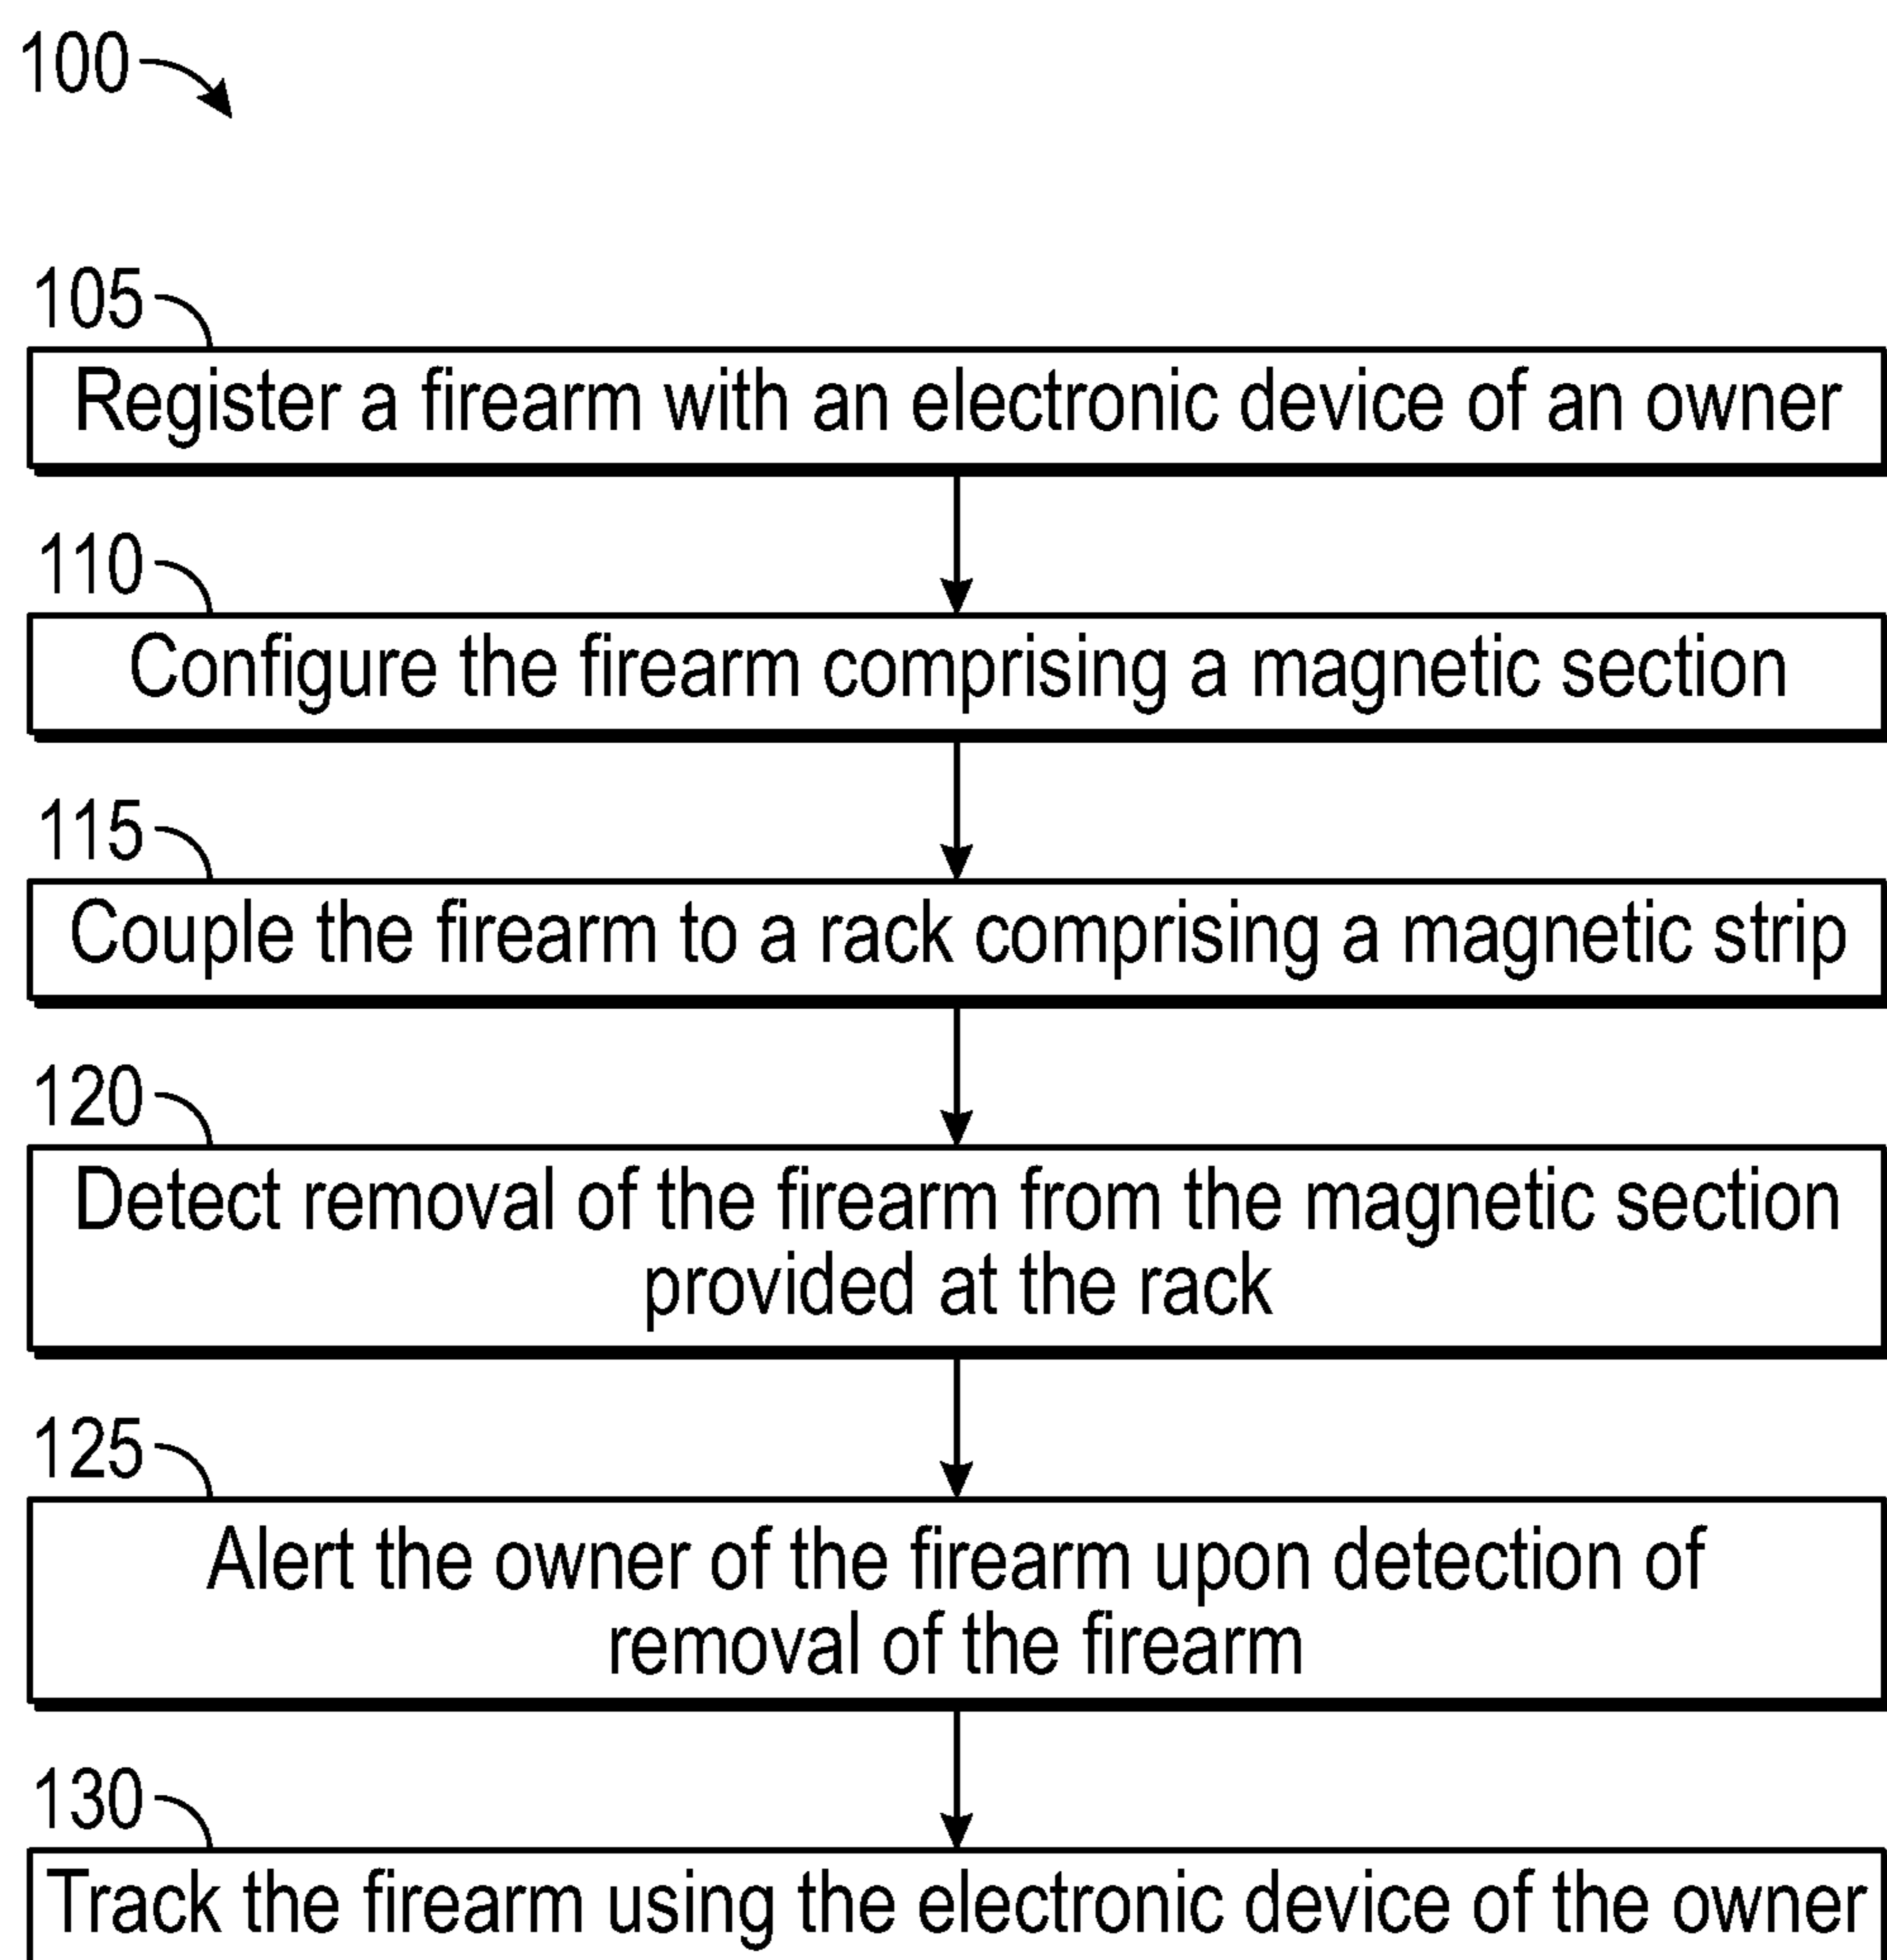 100
105
Register a firearm with an electronic device of an owner
110
Configure the firearm comprising a magnetic section
115
Couple the firearm to a rack comprising a magnetic strip
120
Detect removal of the firearm from the magnetic section
provided at the rack
125
Alert the owner of the firearm upon detection of
removal of the firearm
130
Track the firearm using the electronic device of the owner